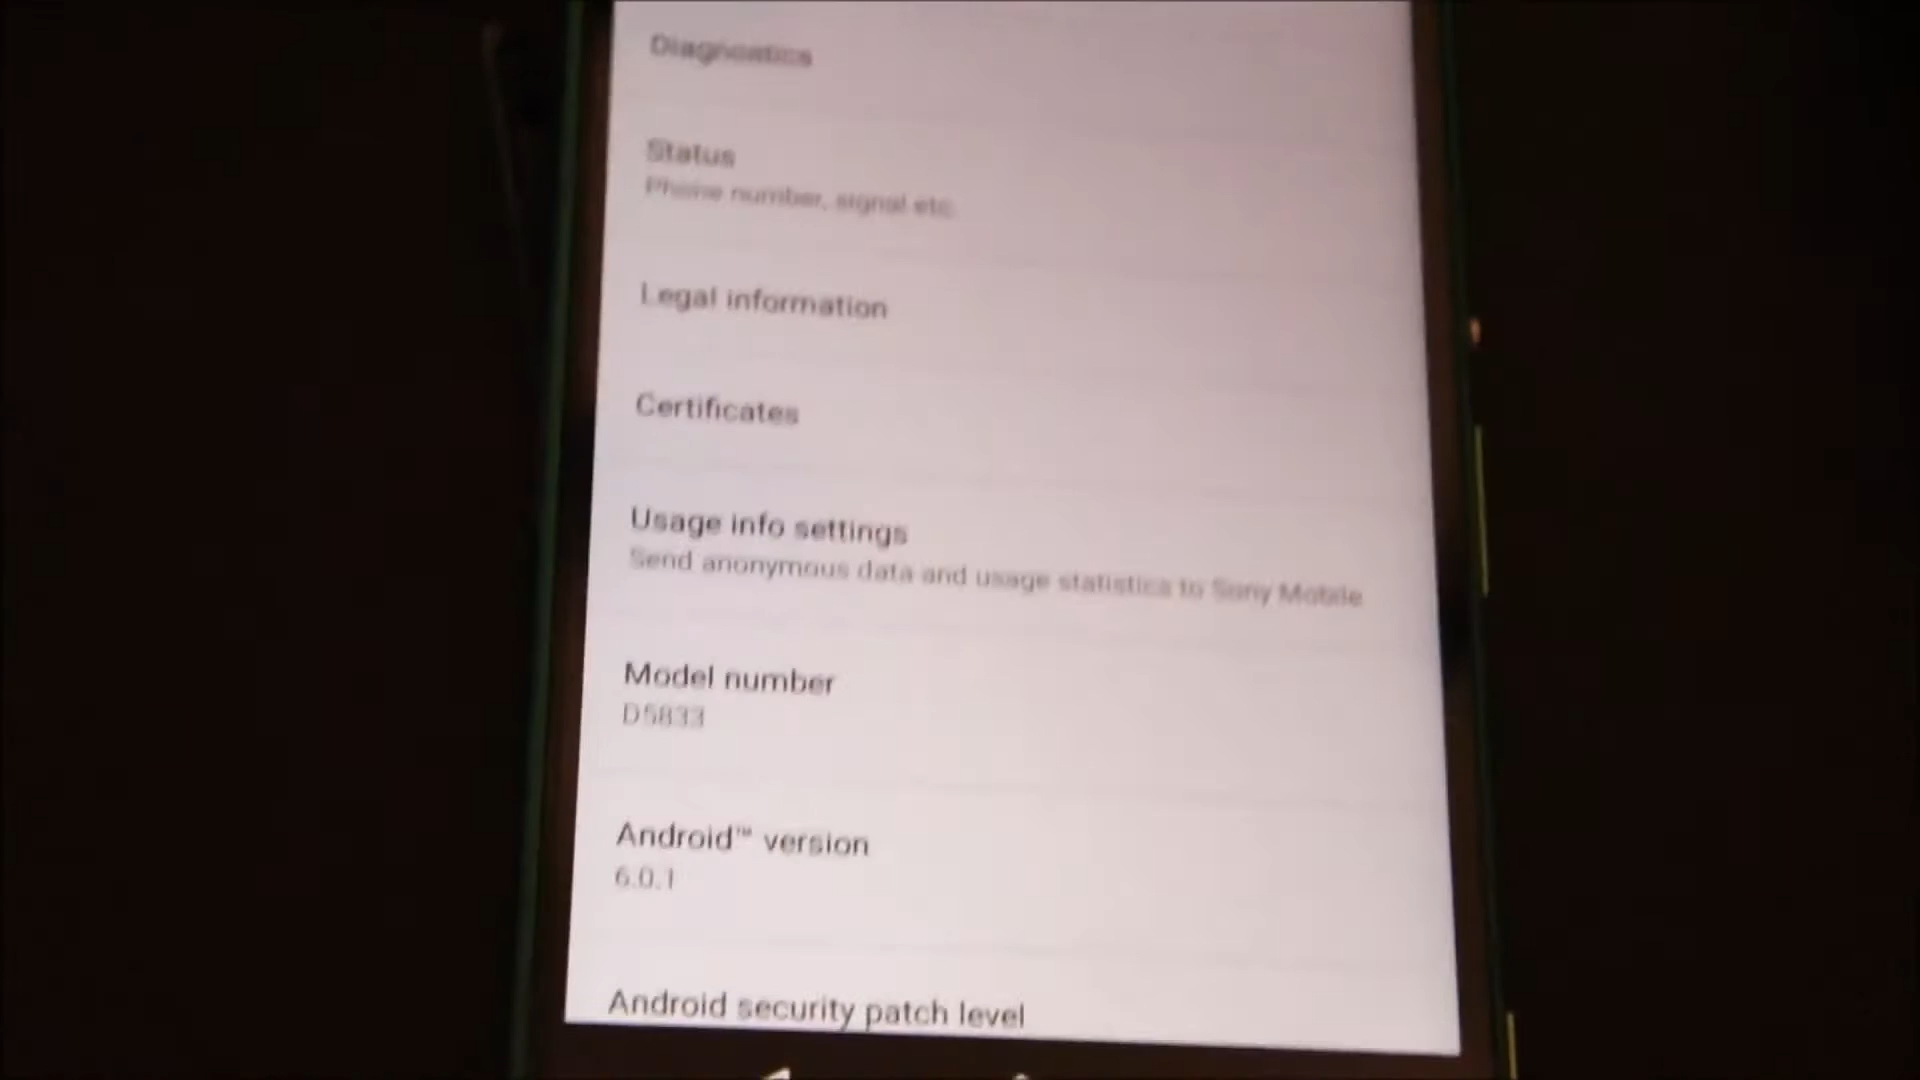 Diagnostics
Status
Phone number, signal etc.
Legal information
Certificates
Usage info settings
Send anonymous data and usage statistics to Sony Mobile
Model number
D5833
Android™ version
6.0.1
Android security patch level